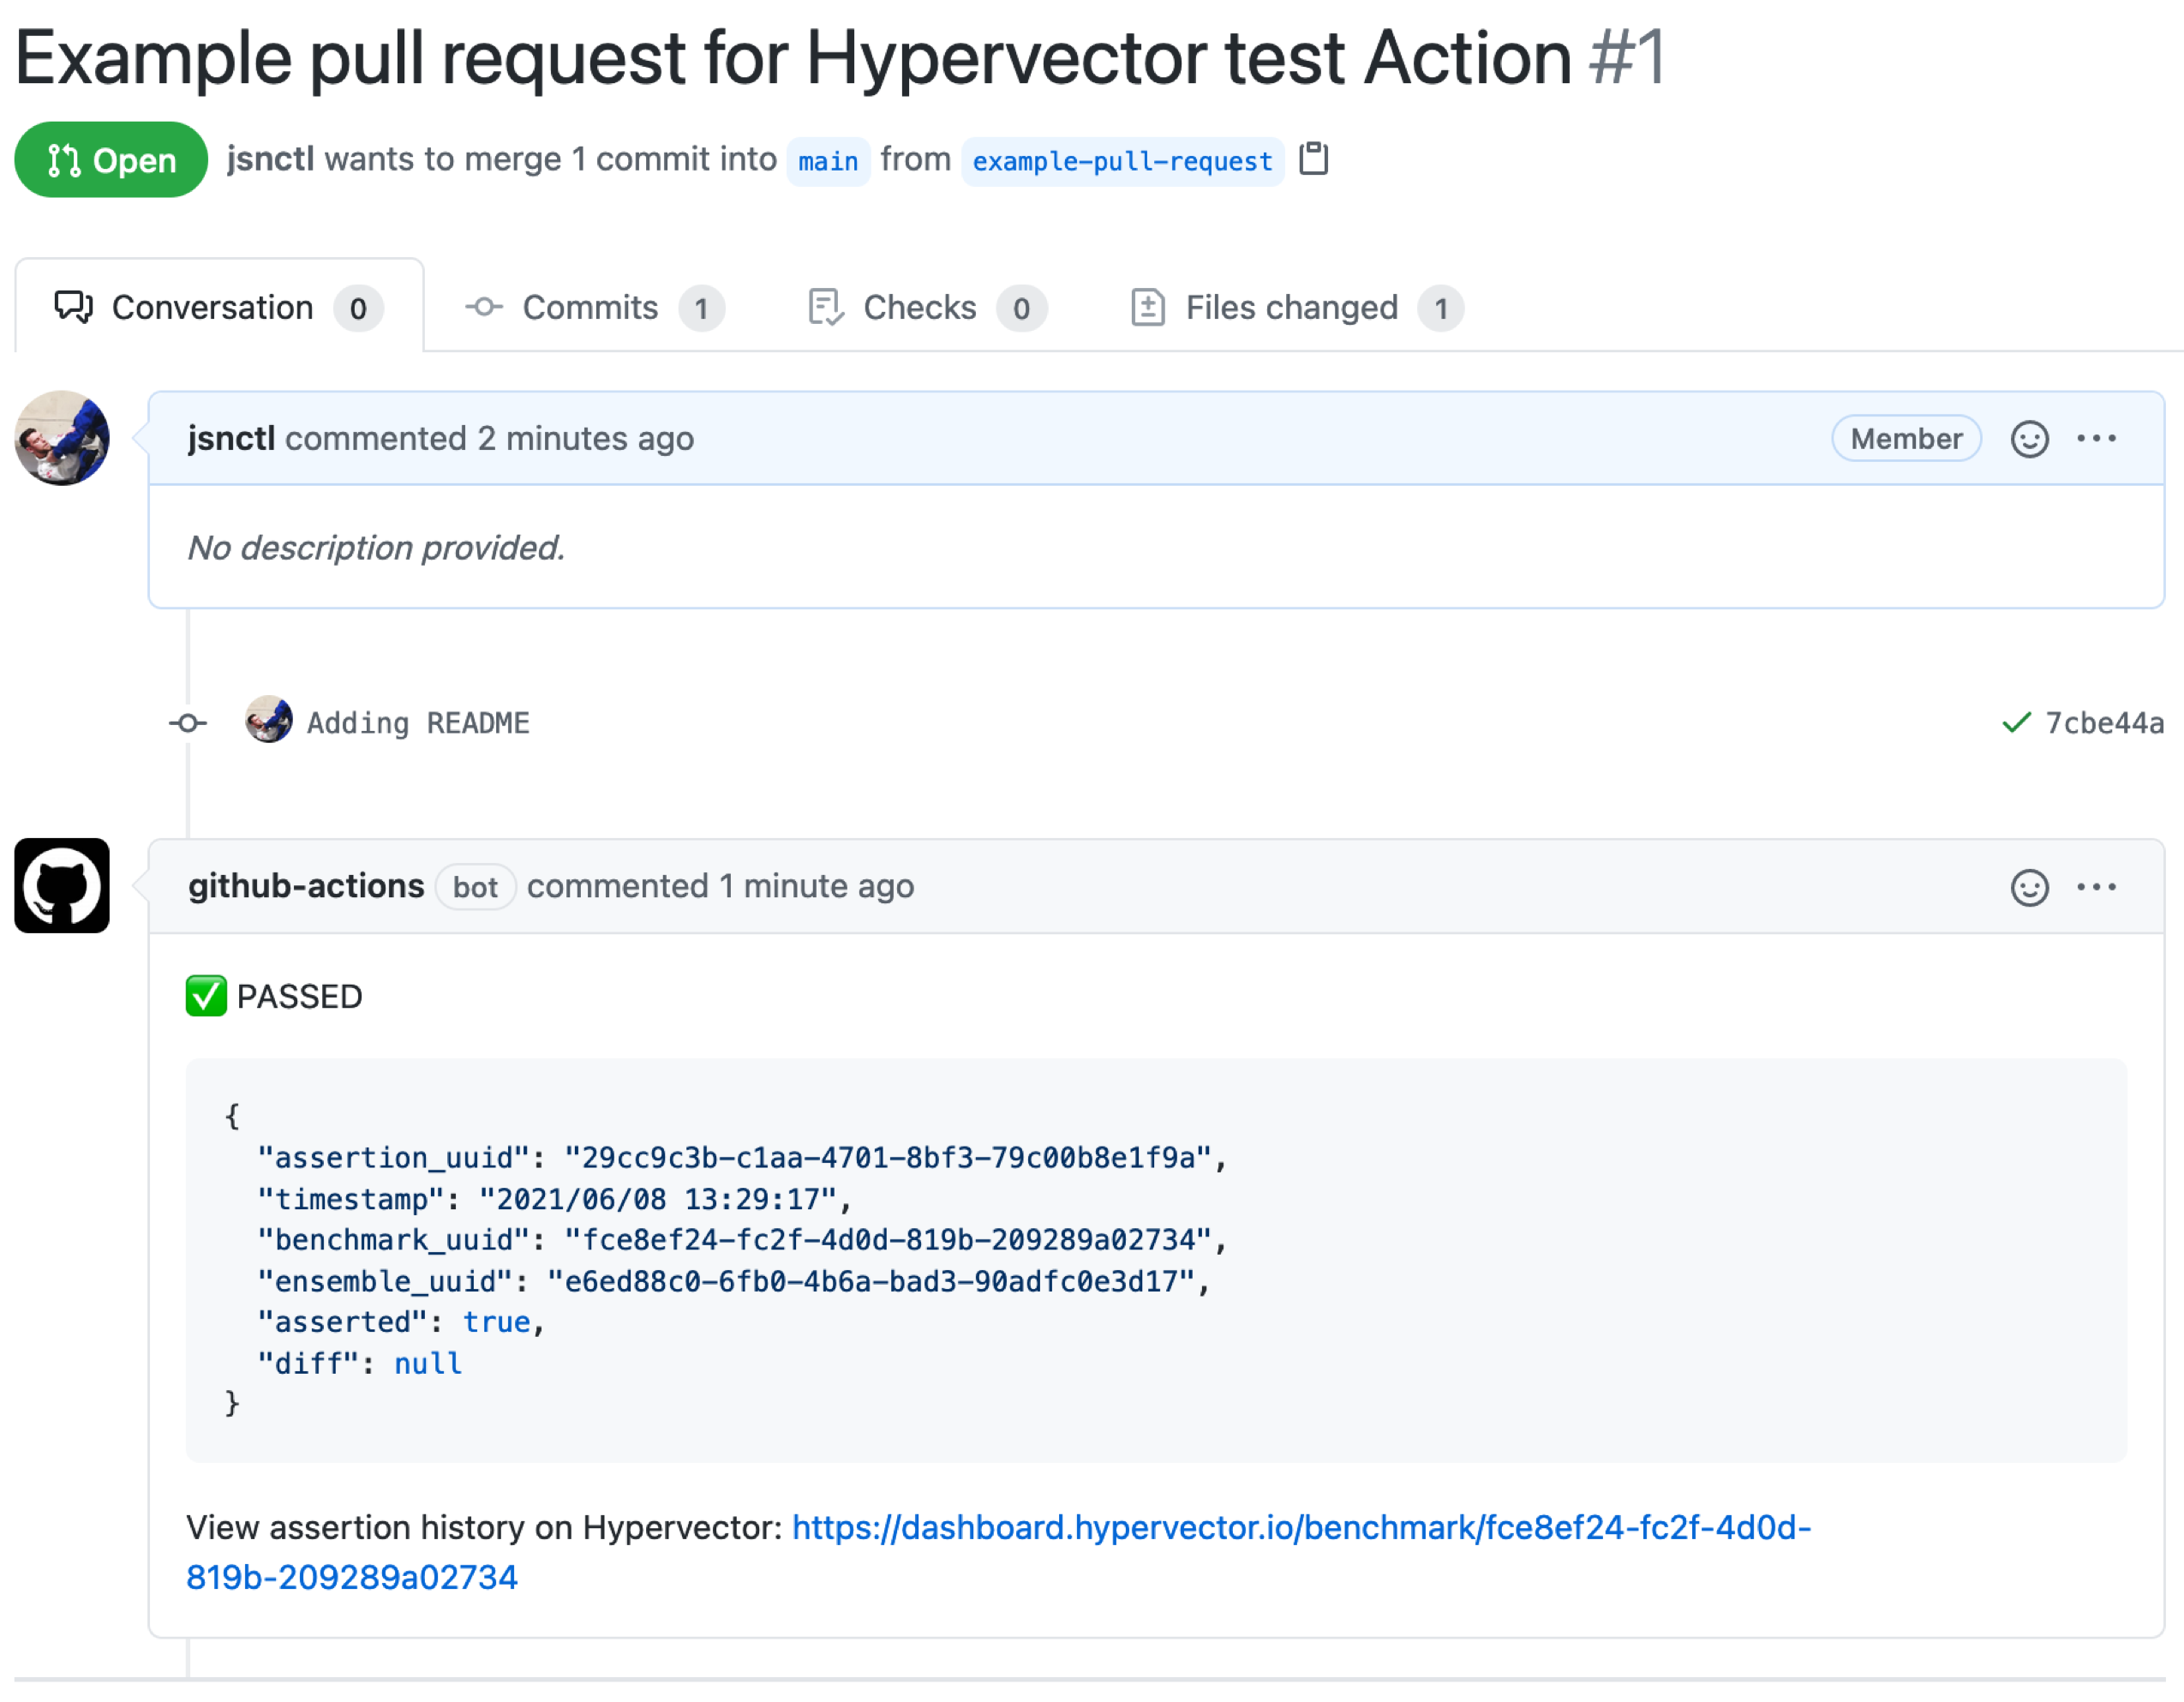 Example pull request for Hypervector test Action #1
Open jsnctl wants to merge 1 commit into main from example-pull-request
Conversation 0 Commits 1 Checks 0 Files changed 1
jsnctl commented 2 minutes ago Member
No description provided.
Adding README 7cbe44a
github-actions bot commented 1 minute ago
✅ PASSED
{
  "assertion_uuid": "29cc9c3b-c1aa-4701-8bf3-79c00b8e1f9a",
  "timestamp": "2021/06/08 13:29:17",
  "benchmark_uuid": "fce8ef24-fc2f-4d0d-819b-209289a02734",
  "ensemble_uuid": "e6ed88c0-6fb0-4b6a-bad3-90adfc0e3d17",
  "asserted": true,
  "diff": null
}
View assertion history on Hypervector: https://dashboard.hypervector.io/benchmark/fce8ef24-fc2f-4d0d-
819b-209289a02734